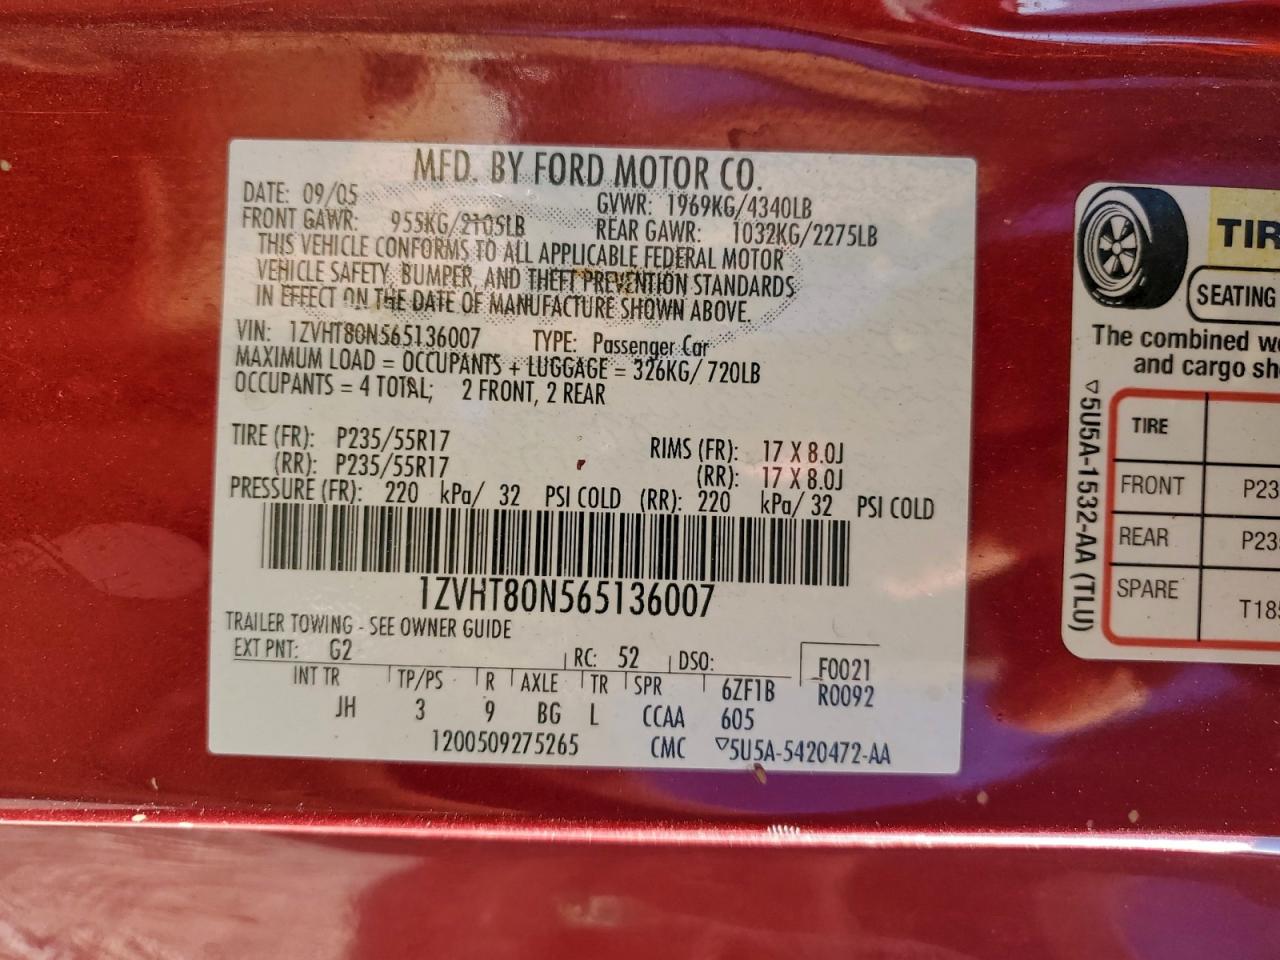 MFD. BY FORD MOTOR CO.
DATE: 09/05 GVWR: 1969KG/4340LB
FRONT GAWR: 955KG/2105LB REAR GAWR: 1032KG/2275LB
THIS VEHICLE CONFORMS TO ALL APPLICABLE FEDERAL MOTOR
VEHICLE SAFETY, BUMPER, AND THEFT PREVENTION STANDARDS
IN EFFECT ON THE DATE OF MANUFACTURE SHOWN ABOVE.
VIN: 1ZVHT80N565136007 TYPE: Passenger Car
MAXIMUM LOAD = OCCUPANTS + LUGGAGE = 326KG/ 720LB
OCCUPANTS = 4 TOTAL; 2 FRONT, 2 REAR
TIRE (FR): P235/55R17 RIMS (FR): 17 X 8.0J
(RR): P235/55R17 (RR): 17 X 8.0J
PRESSURE (FR): 220 kPa/ 32 PSI COLD (RR): 220 kPa/ 32 PSI COLD
1ZVHT80N565136007
TRAILER TOWING - SEE OWNER GUIDE
EXT PNT: G2 RC: 52 DSO: F0021
INT TR TP/PS R AXLE TR SPR 6ZF1B R0092
JH 3 9 BG L CCAA 605
1200509275265 CMC ▽5U5A-5420472-AA
TIR
SEATING
The combined we
and cargo sh
▽5U5A-1532-AA (TLU)
TIRE
FRONT P23
REAR P235
SPARE T185